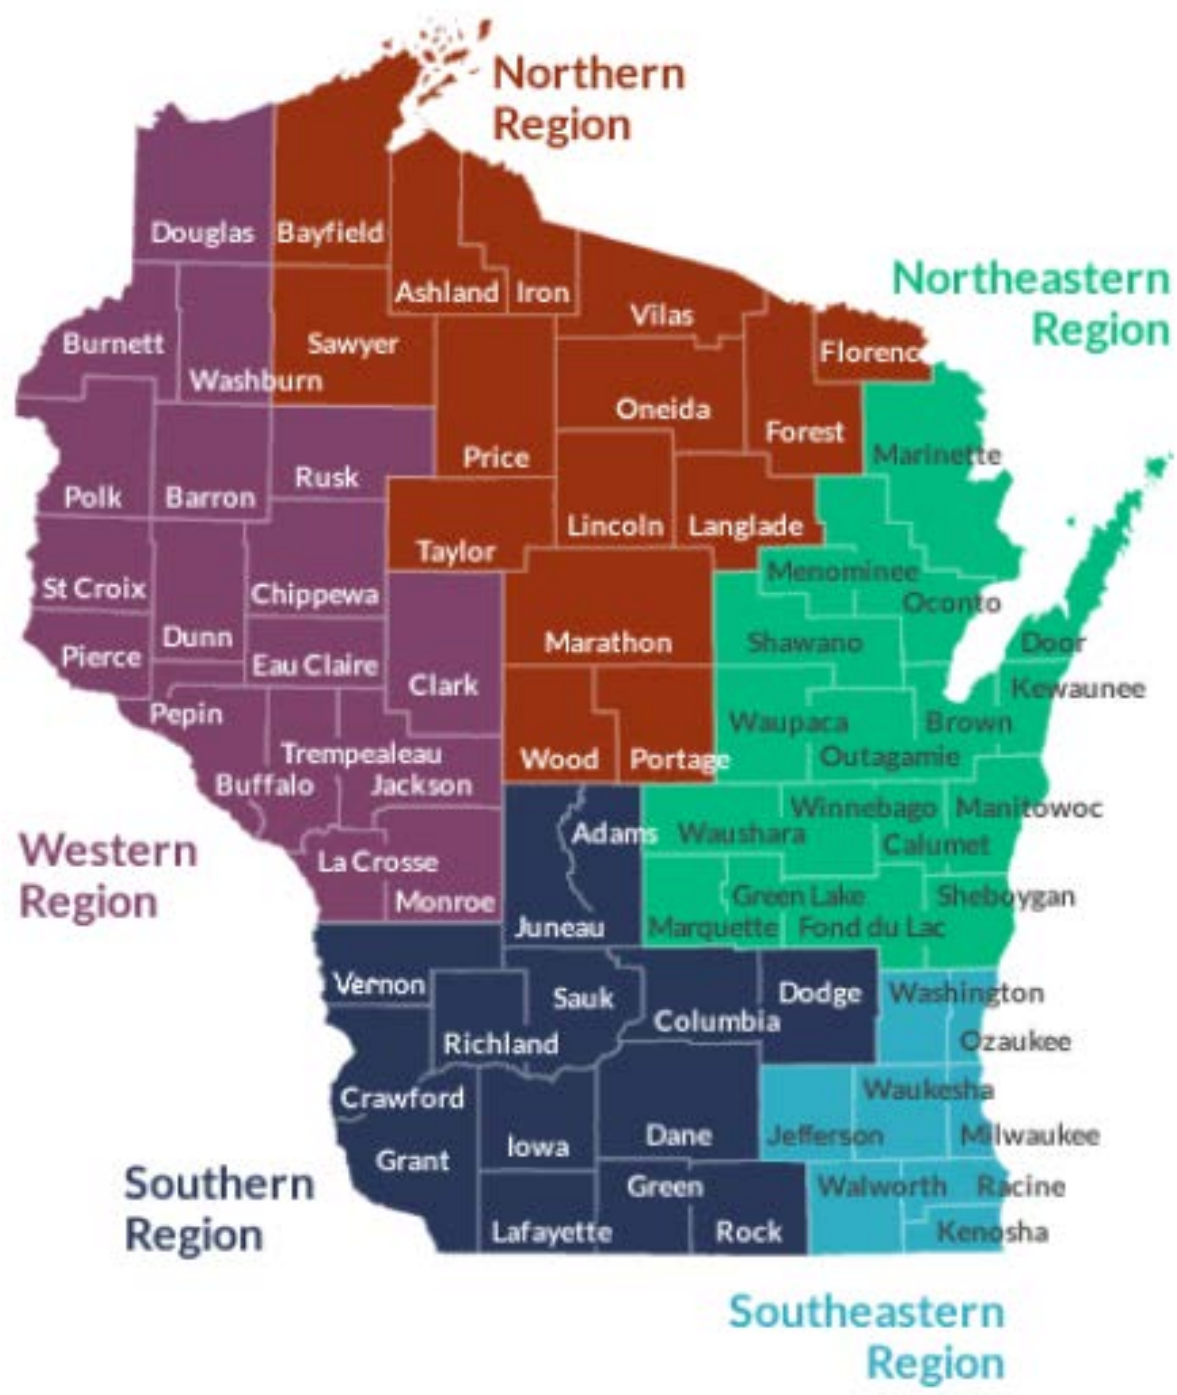 Northern
Region
Douglas
Bayfield
Ashland
Iron
Northeastern
Region
Vilas
Burnett
Sawyer
Florenc
Washburn
Oneida
Forest
Marinette
Price
Rusk
Polk
Barron
Lincoln
Langlade
Taylor
Menominee
St Croix
Chippewa
Oconto
Dunn
Marathon
Shawano
Door
Pierce
Eau Claire
Clark
Kewaunee
Pepin
Waupaca
Brown
Trempealeau
Wood
Portage
Outagamie
Buffalo
Jackson
Winnebago
Manitowoc
Adams
Waushara
Calumet
Western
Region
La Crosse
Monroe
Green Lake
Sheboygan
Juneau
Marquette
Fond du Lac
Vernon
Sauk
Dodge
Washington
Columbia
Richland
Ozaukee
Crawford
Waukesha
Iowa
Dane
Jefferson
Milwaukee
Grant
Southern
Region
Green
Walworth
Racine
Lafayette
Rock
Kenosha
Southeastern
Region